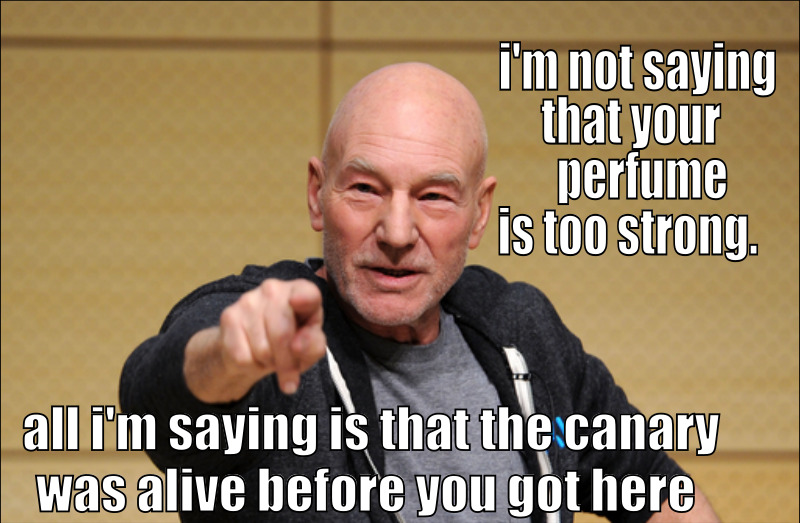 i'm not saying
that your
perfume
is too strong.
all i'm saying is that the canary
was alive before you got here